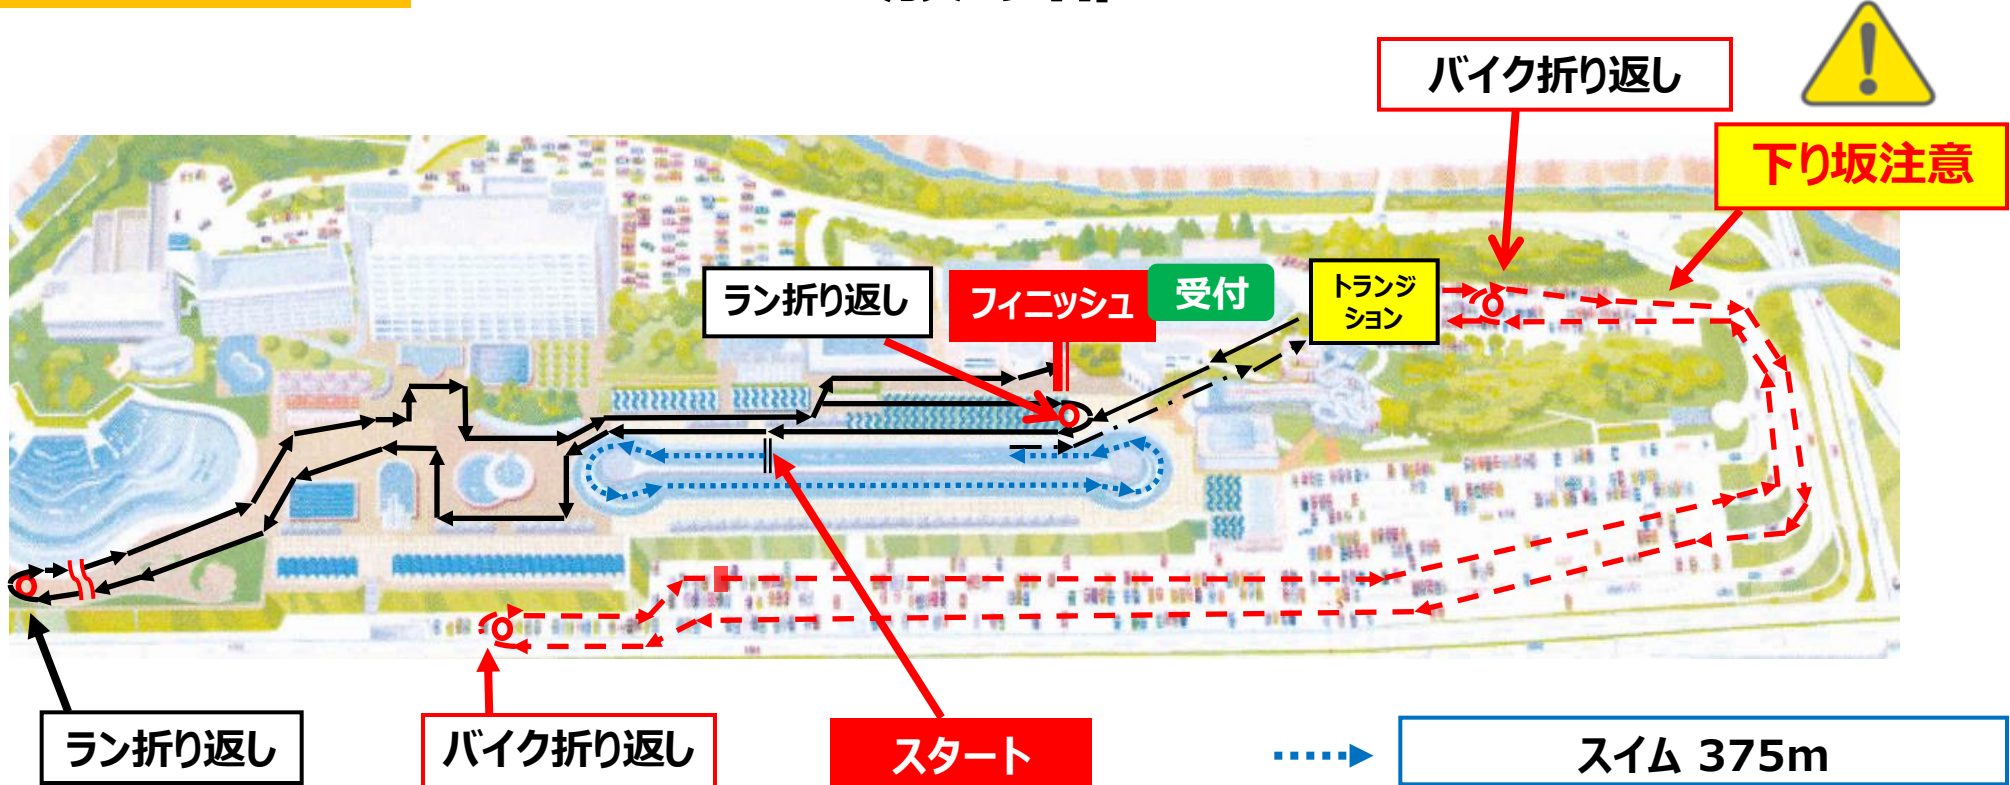 バイク折り返し
下り坂注意
ラン折り返し
フィニッシュ
受付
トランジ
ション
ラン折り返し
バイク折り返し
スタート
スイム 375m